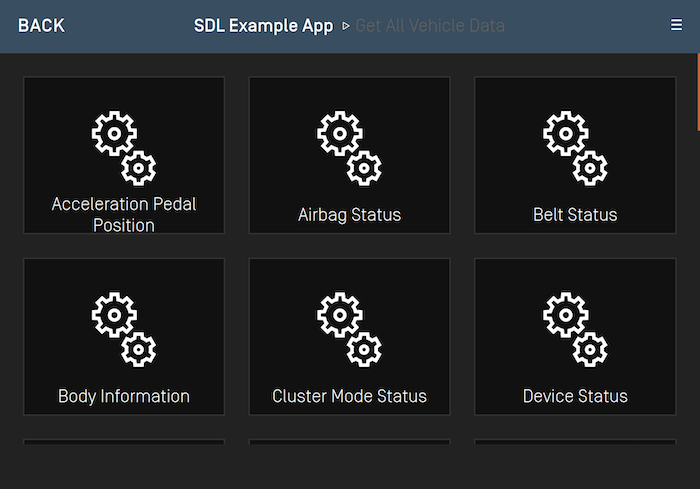 BACK
SDL Example App ▹ Get All Vehicle Data
Acceleration Pedal
Position
Airbag Status
Belt Status
Body Information
Cluster Mode Status
Device Status